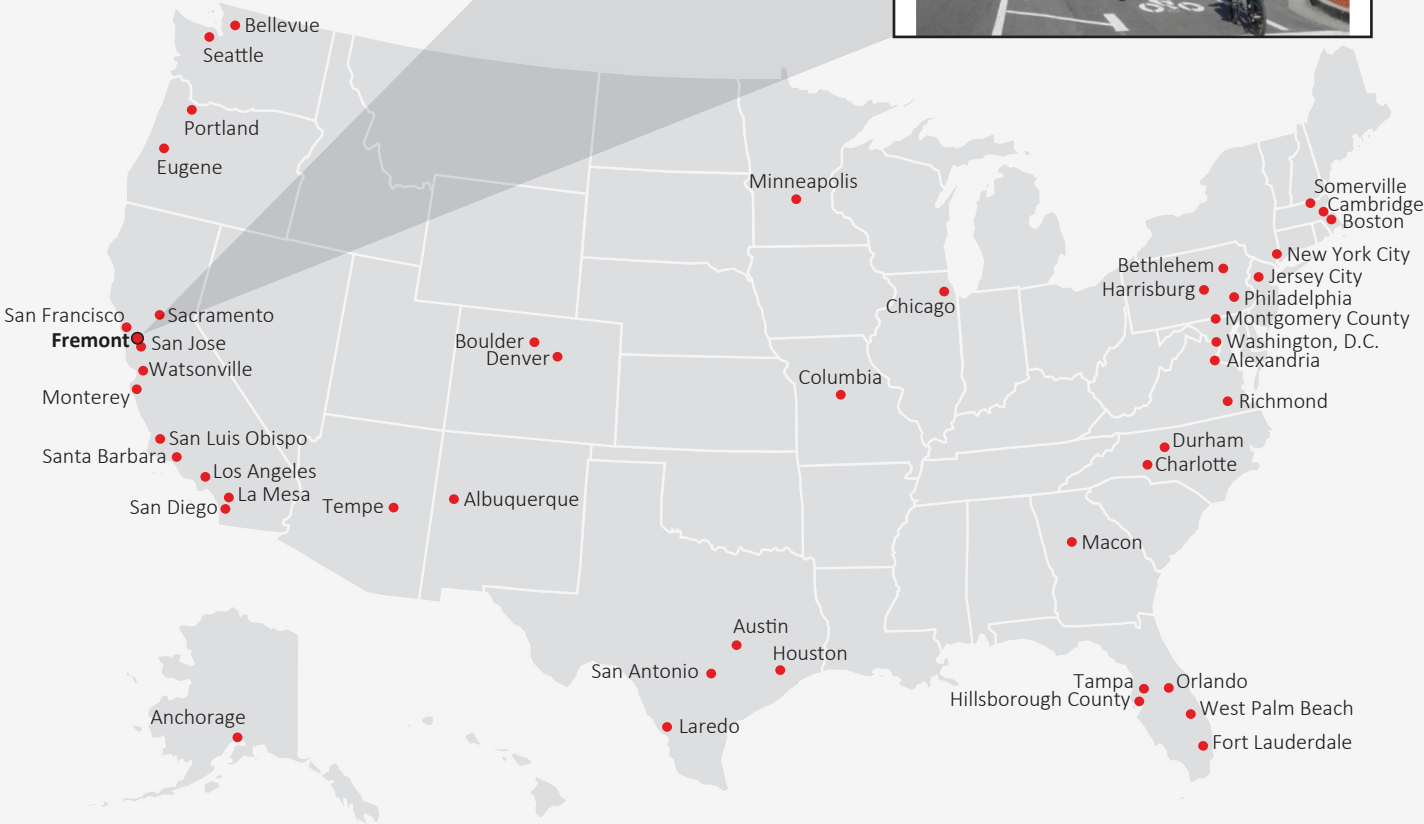 Bellevue
Seattle
Portland
Eugene
Minneapolis
Somerville
Cambridge
Boston
New York City
Bethlehem
Jersey City
Harrisburg
Philadelphia
Chicago
Montgomery County
San Francisco
Sacramento
Fremont
San Jose
Boulder
Washington, D.C.
Denver
Alexandria
Watsonville
Columbia
Monterey
Richmond
San Luis Obispo
Durham
Santa Barbara
Charlotte
Los Angeles
La Mesa
San Diego
Tempe
Albuquerque
Macon
Austin
Houston
San Antonio
Tampa
Orlando
Hillsborough County
West Palm Beach
Anchorage
Laredo
Fort Lauderdale